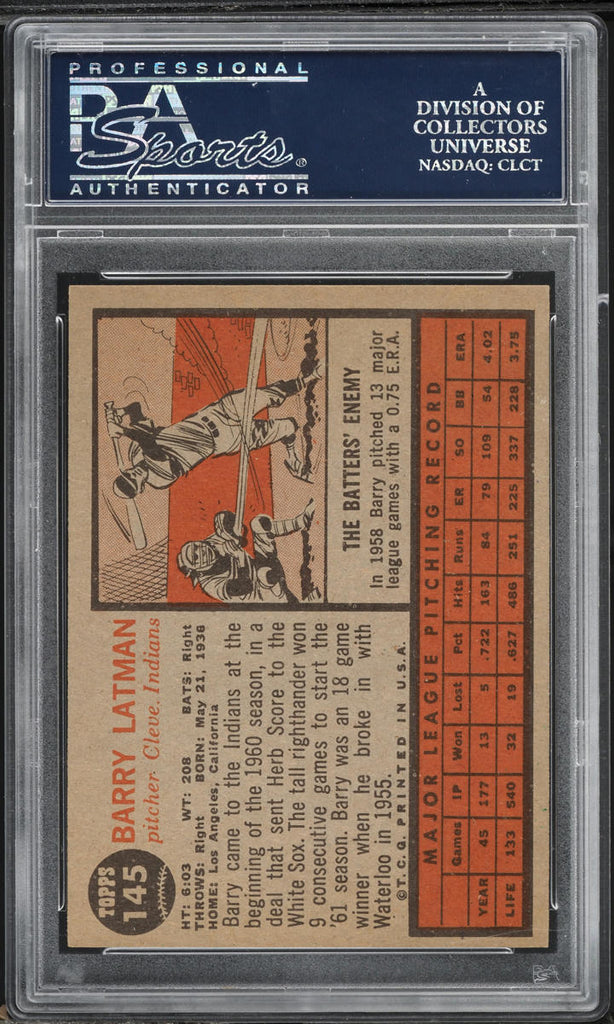 PROFESSIONAL
PSA
Sports®
AUTHENTICATOR
A
DIVISION OF
COLLECTORS
UNIVERSE
NASDAQ: CLCT
TOPPS
145
BARRY LATMAN
pitcher Cleve. Indians
HT: 6:03 WT: 208 BATS: Right
THROWS: Right BORN: May 21, 1936
HOME: Los Angeles, California
Barry came to the Indians at the
beginning of the 1960 season, in a
deal that sent Herb Score to the
White Sox. The tall righthander won
9 consecutive games to start the
'61 season. Barry was an 18 game
winner when he broke in with
Waterloo in 1955.
©T.C.G. PRINTED IN U.S.A.
THE BATTERS' ENEMY
In 1958 Barry pitched 13 major
league games with a 0.75 E.R.A.
MAJOR LEAGUE PITCHING RECORD
Games IP Won Lost Pct Hits Runs ER SO BB ERA
YEAR 45 177 13 5 .722 163 84 79 109 54 4.02
LIFE 133 540 32 19 .627 486 251 225 337 228 3.75